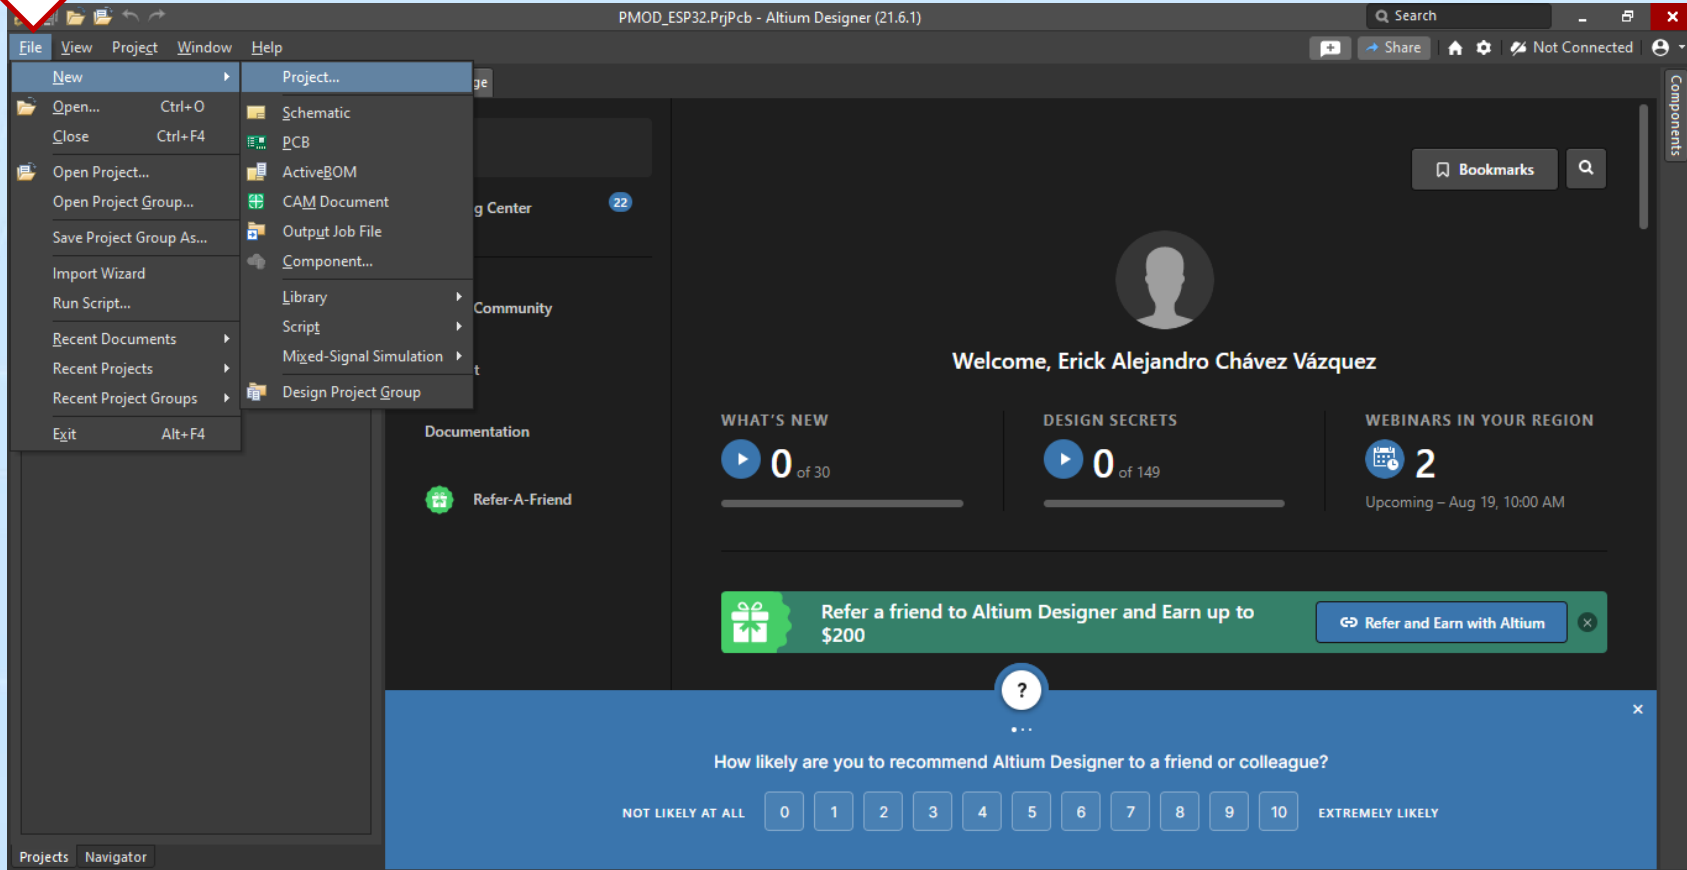 PMOD_ESP32.PrjPcb - Altium Designer (21.6.1)
Search
File View Project Window Help
Share
Not Connected
New
Open... Ctrl+O
Close Ctrl+F4
Open Project...
Open Project Group...
Save Project Group As...
Import Wizard
Run Script...
Recent Documents
Recent Projects
Recent Project Groups
Exit Alt+F4
Project...
Schematic
PCB
ActiveBOM
CAM Document
Output Job File
Component...
Library
Script
Mixed-Signal Simulation
Design Project Group
ge
g Center 22
Community
t
Documentation
Refer-A-Friend
Components
Bookmarks
Welcome, Erick Alejandro Chávez Vázquez
WHAT'S NEW
0 of 30
DESIGN SECRETS
0 of 149
WEBINARS IN YOUR REGION
2
Upcoming – Aug 19, 10:00 AM
Refer a friend to Altium Designer and Earn up to
$200
Refer and Earn with Altium
?
How likely are you to recommend Altium Designer to a friend or colleague?
NOT LIKELY AT ALL 0 1 2 3 4 5 6 7 8 9 10 EXTREMELY LIKELY
Projects Navigator